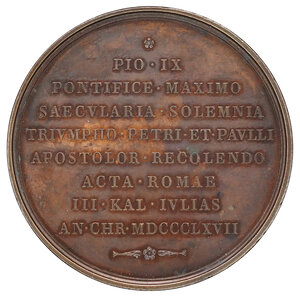 PIO · IX
PONTIFICE · MAXIMO
SAECVLARIA · SOLEMNIA
TRIVMPHO · PETRI · ET · PAVLLI
APOSTOLOR · RECOLENDO
ACTA · ROMAE
III · KAL · IVLIAS
AN · CHR · MDCCCLXVII